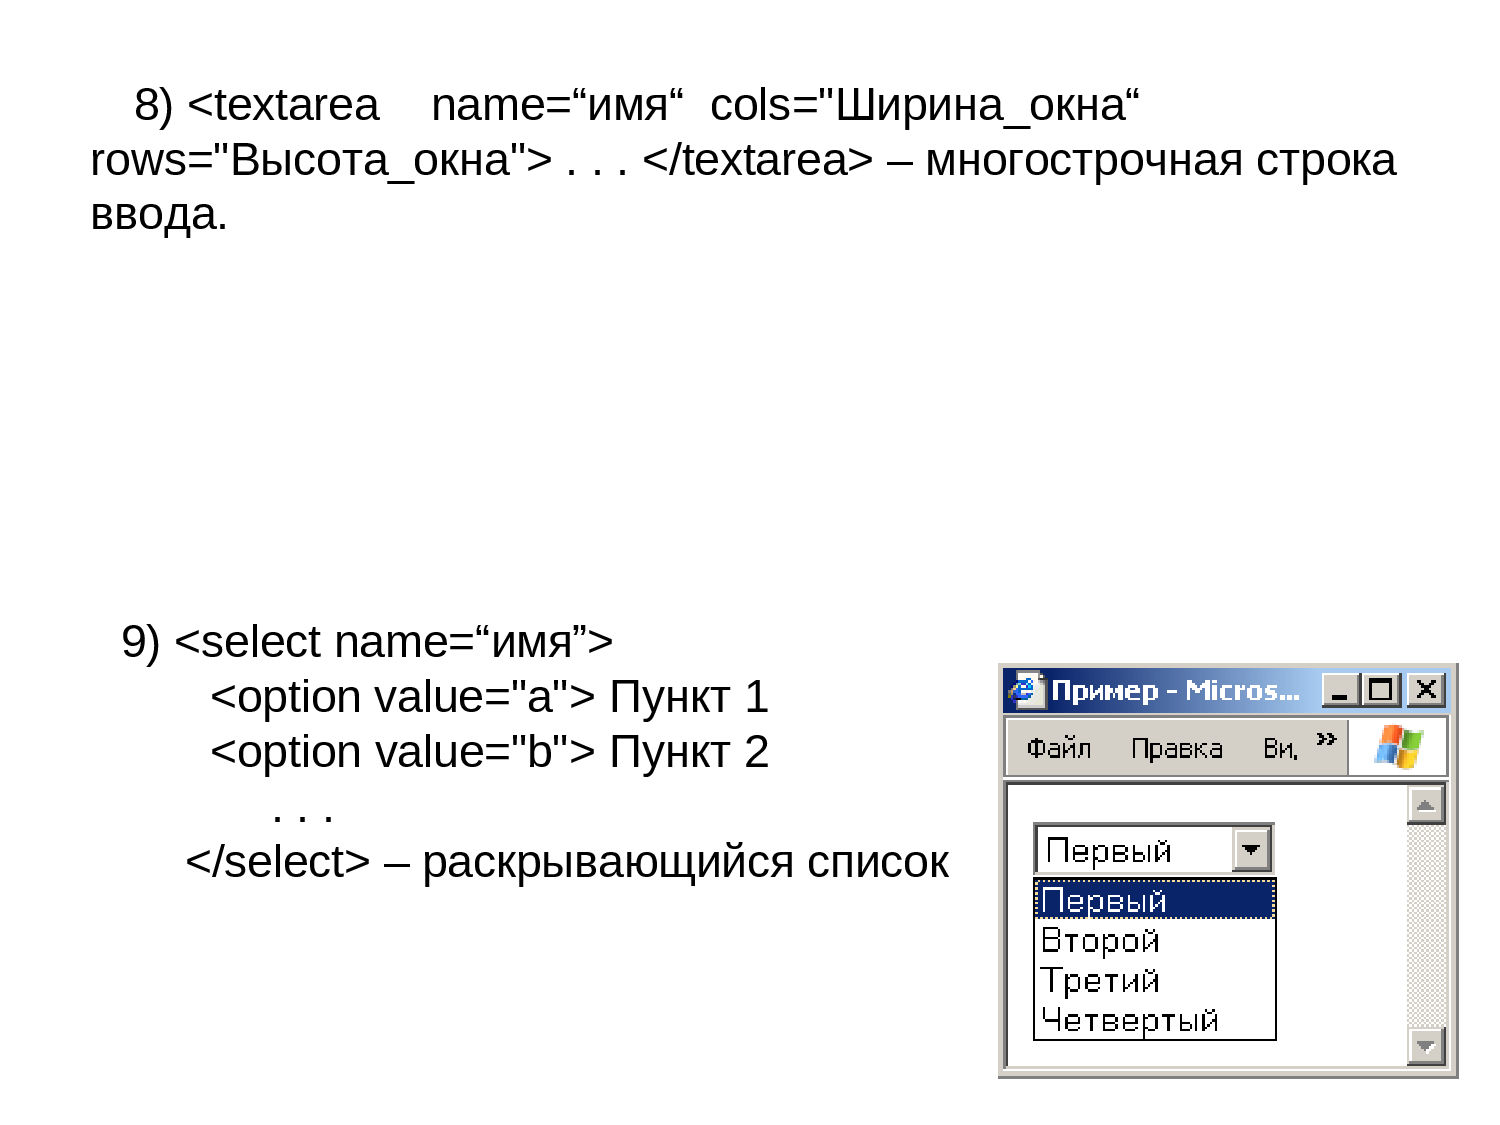 8) <textarea name=“имя“ cols="Ширина_окна“
rows="Высота_окна"> . . . </textarea> – многострочная строка
ввода.
9) <select name=“имя”>
<option value="a"> Пункт 1
<option value="b"> Пункт 2
. . .
</select> – раскрывающийся список
Пример - Micros...
Файл Правка Ви, »
Первый
Первый
Второй
Третий
Четвертый